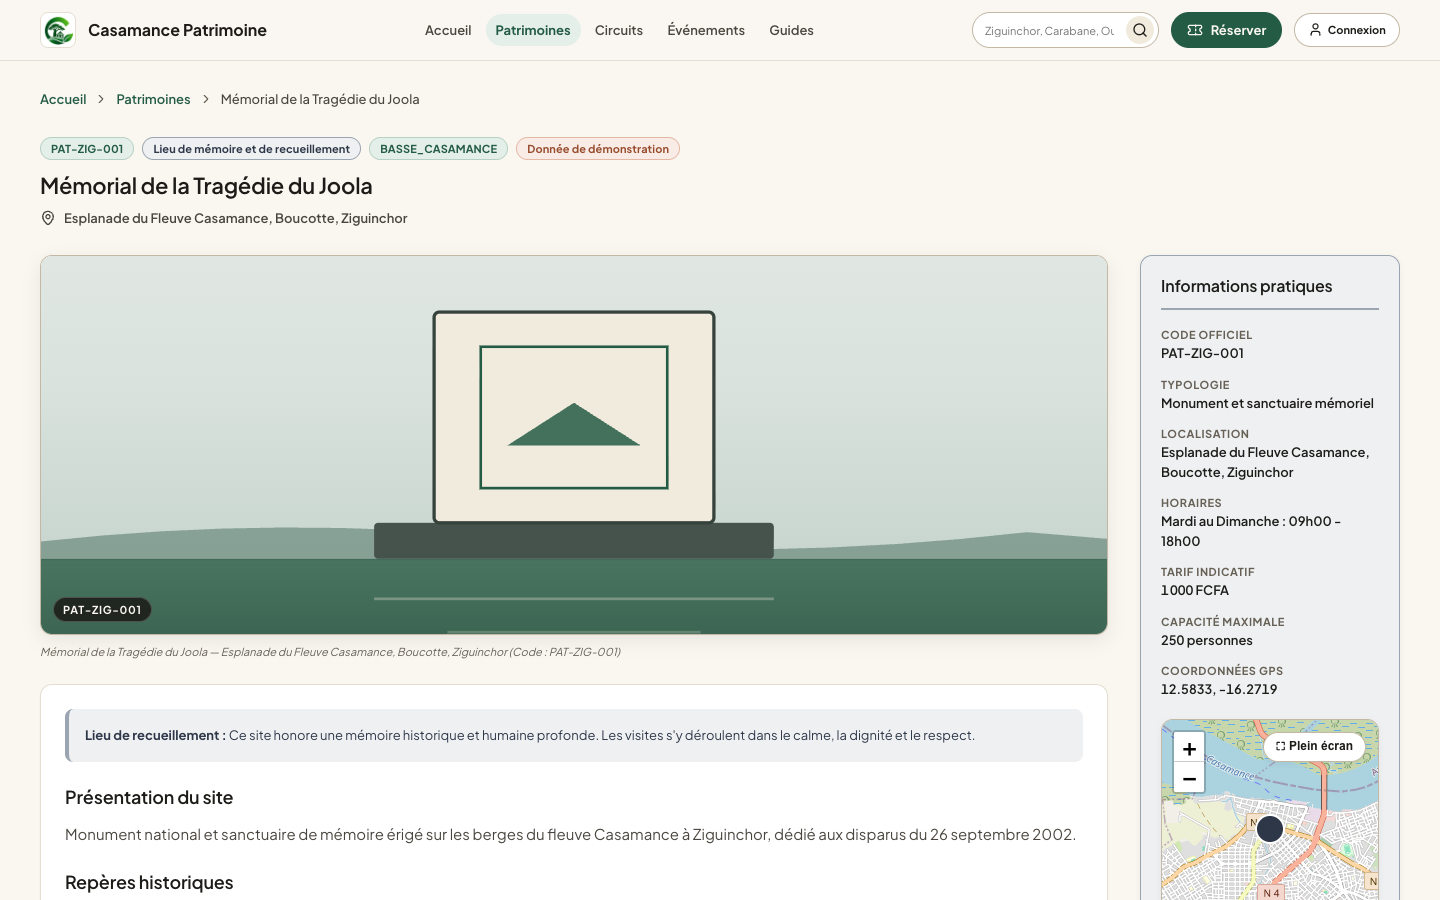 Casamance Patrimoine
Accueil
Patrimoines
Circuits
Événements
Guides
Ziguinchor, Carabane, Ou
Réserver
Connexion
Accueil > Patrimoines > Mémorial de la Tragédie du Joola
PAT-ZIG-001
Lieu de mémoire et de recueillement
BASSE_CASAMANCE
Donnée de démonstration
Mémorial de la Tragédie du Joola
Esplanade du Fleuve Casamance, Boucotte, Ziguinchor
PAT-ZIG-001
Mémorial de la Tragédie du Joola — Esplanade du Fleuve Casamance, Boucotte, Ziguinchor (Code : PAT-ZIG-001)
Lieu de recueillement : Ce site honore une mémoire historique et humaine profonde. Les visites s'y déroulent dans le calme, la dignité et le respect.
Présentation du site
Monument national et sanctuaire de mémoire érigé sur les berges du fleuve Casamance à Ziguinchor, dédié aux disparus du 26 septembre 2002.
Repères historiques
Informations pratiques
CODE OFFICIEL
PAT-ZIG-001
TYPOLOGIE
Monument et sanctuaire mémoriel
LOCALISATION
Esplanade du Fleuve Casamance,
Boucotte, Ziguinchor
HORAIRES
Mardi au Dimanche : 09h00 -
18h00
TARIF INDICATIF
1 000 FCFA
CAPACITÉ MAXIMALE
250 personnes
COORDONNÉES GPS
12.5833, -16.2719
+
−
Plein écran
Casamance
N 4
N